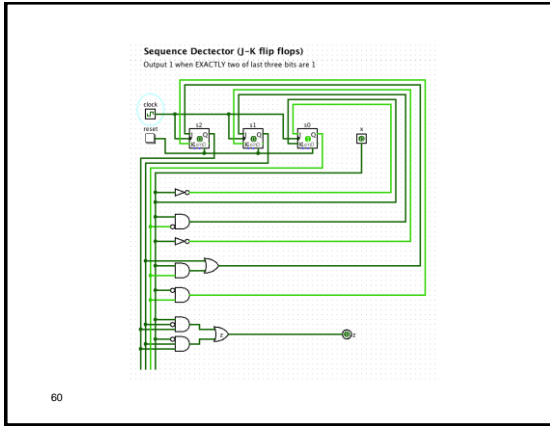 Sequence Dectector (J-K flip flops)
Output 1 when EXACTLY two of last three bits are 1
clock
reset
s2 s1 s0 x
J Q J Q J Q
K K K
z z
60